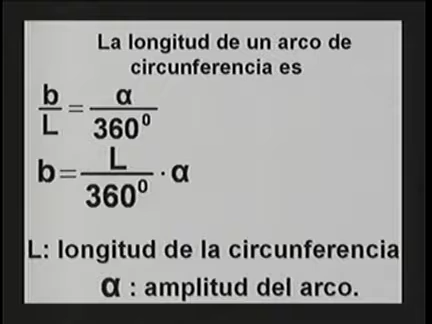 La longitud de un arco de
circunferencia es
b/L = α/360⁰
b = L/360⁰ · α
L: longitud de la circunferencia
α : amplitud del arco.